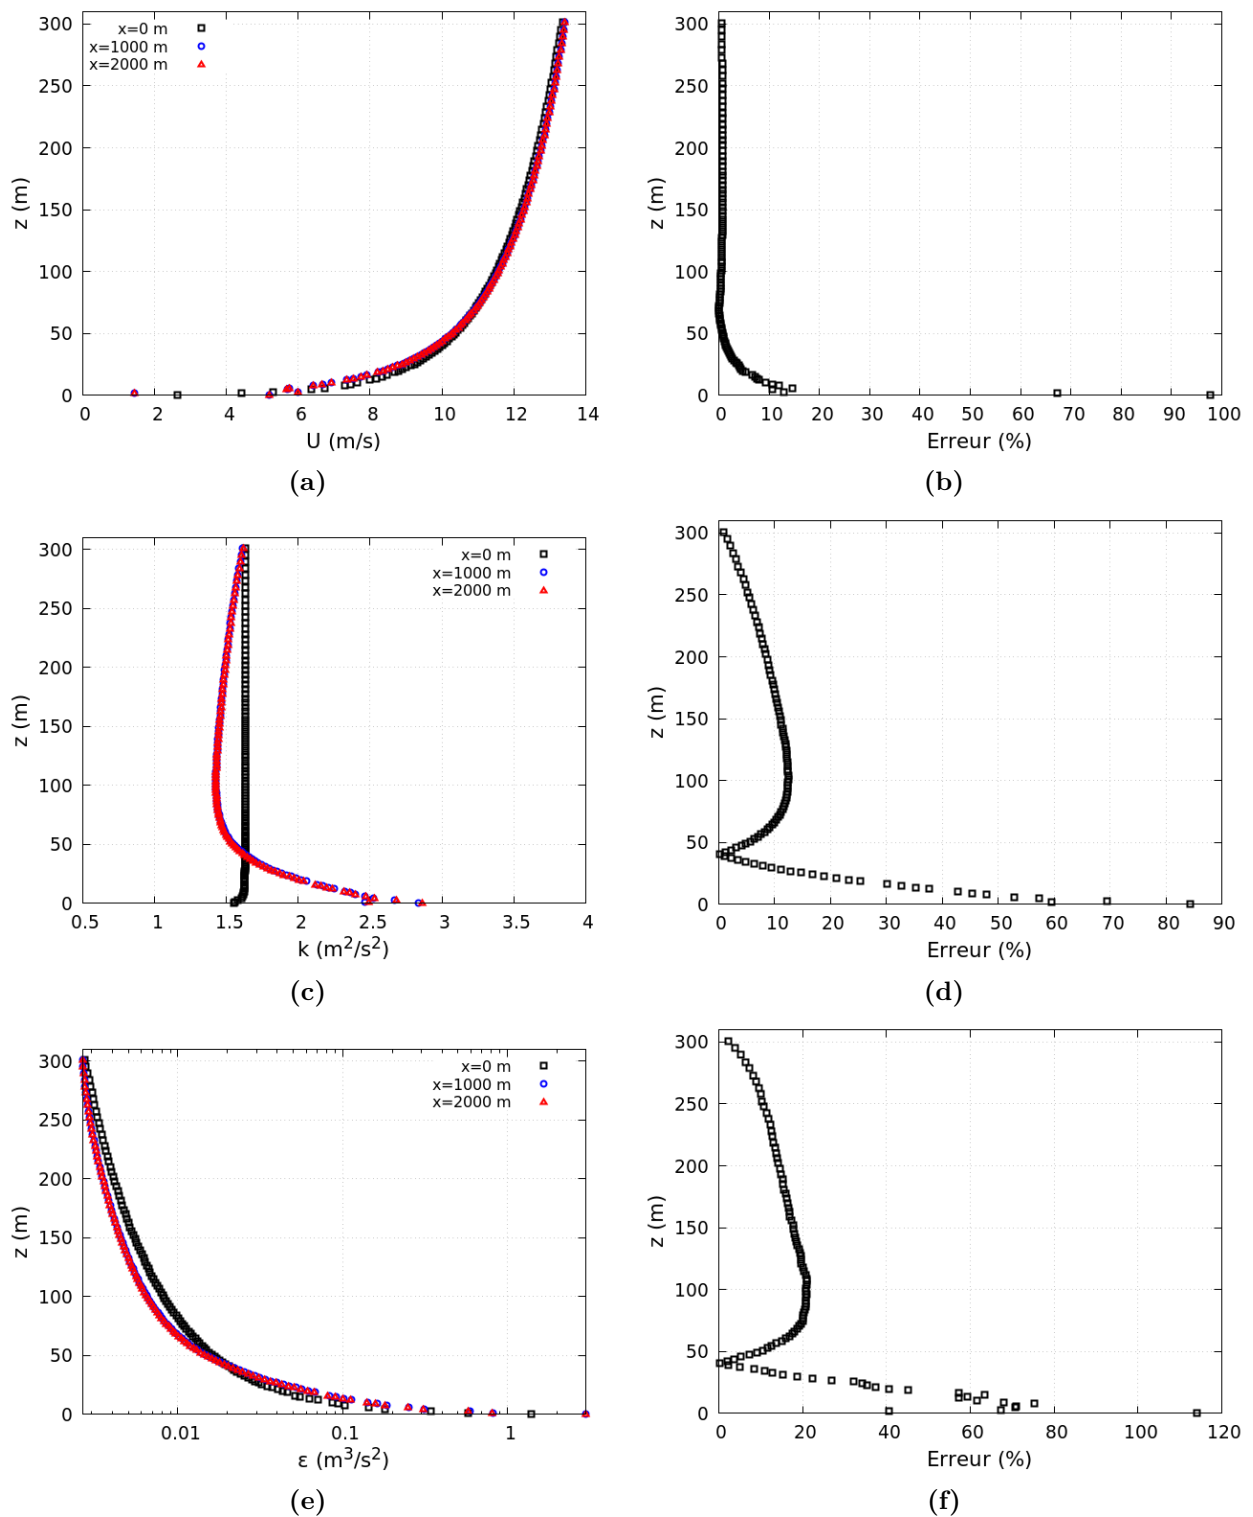 300
250
200
150
100
50
0
z (m)
x=0 m
x=1000 m
x=2000 m
0 2 4 6 8 10 12 14
U (m/s)
(a)
300
250
200
150
100
50
0
z (m)
0 10 20 30 40 50 60 70 80 90 100
Erreur (%)
(b)
300
250
200
150
100
50
0
z (m)
x=0 m
x=1000 m
x=2000 m
0.5 1 1.5 2 2.5 3 3.5 4
k (m²/s²)
(c)
300
250
200
150
100
50
0
z (m)
0 10 20 30 40 50 60 70 80 90
Erreur (%)
(d)
300
250
200
150
100
50
0
z (m)
x=0 m
x=1000 m
x=2000 m
0.01 0.1 1
ε (m³/s²)
(e)
300
250
200
150
100
50
0
z (m)
0 20 40 60 80 100 120
Erreur (%)
(f)